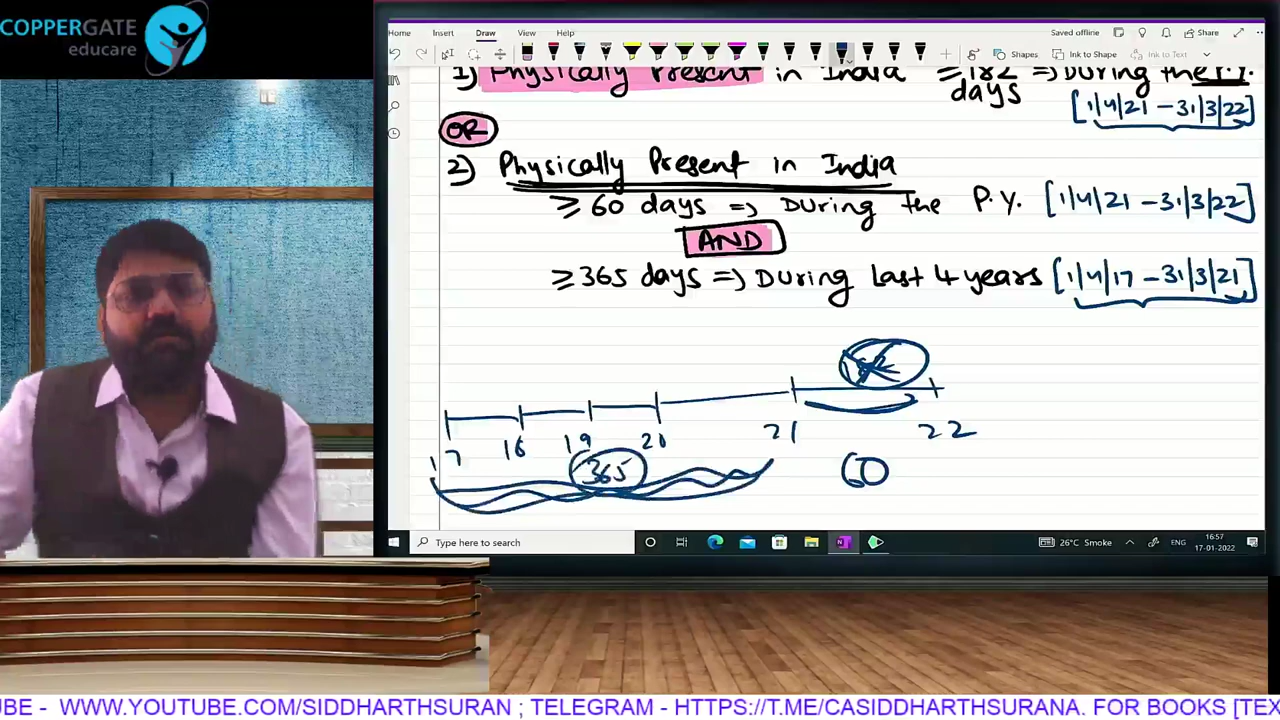 COPPERGATE
educare
Home Insert Draw View Help
Saved offline Share
Shapes Ink to Shape Ink to Text
1) Physically Present in India ≥ 182 => During the P.Y.
days
[1/4/21 - 31/3/22]
OR
2) Physically Present in India
≥ 60 days => During the P.Y. [1/4/21 - 31/3/22]
AND
≥ 365 days => During last 4 years [1/4/17 - 31/3/21]
17 18 19 20 21 22
365 60
Type here to search
26°C Smoke ENG 16:57
17-01-2022
UBE - WWW.YOUTUBE.COM/SIDDHARTHSURAN ; TELEGRAM - HTTPS://T.ME/CASIDDHARTHSURANA. FOR BOOKS [TEX